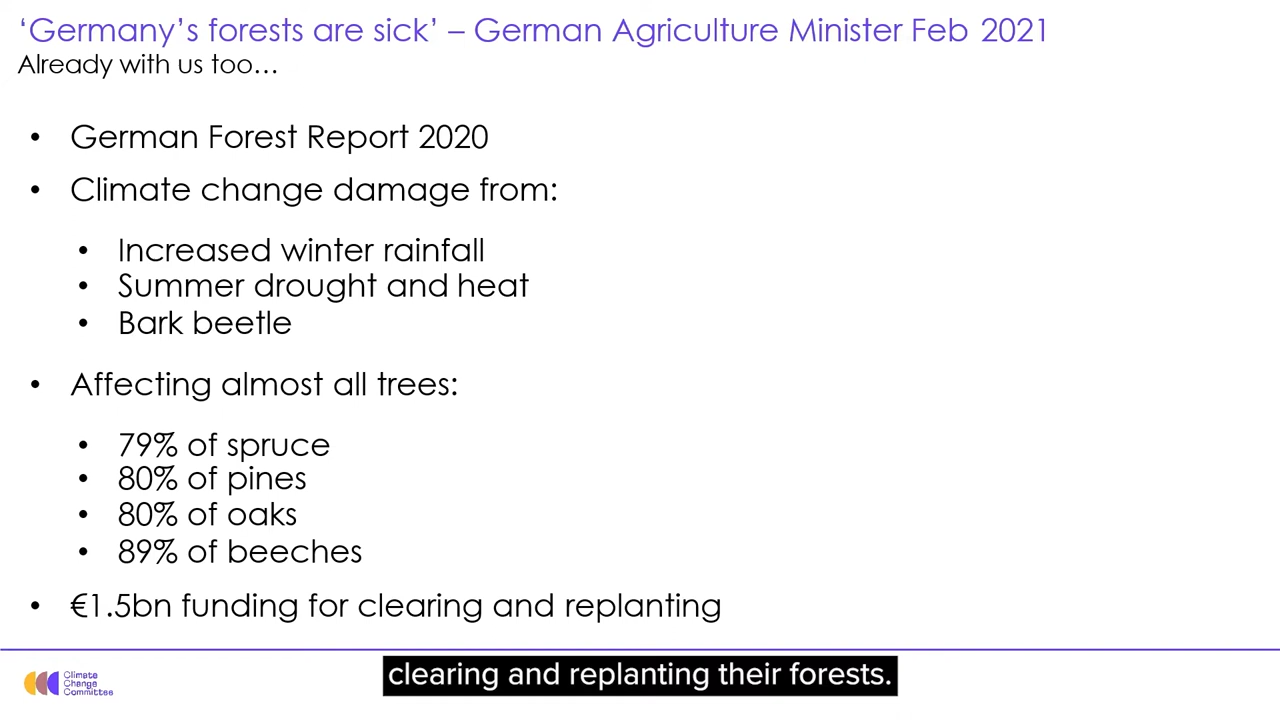 ‘Germany’s forests are sick’ – German Agriculture Minister Feb 2021
Already with us too…
• German Forest Report 2020
• Climate change damage from:
• Increased winter rainfall
• Summer drought and heat
• Bark beetle
• Affecting almost all trees:
• 79% of spruce
• 80% of pines
• 80% of oaks
• 89% of beeches
• €1.5bn funding for clearing and replanting
Climate
Change
Committee
clearing and replanting their forests.